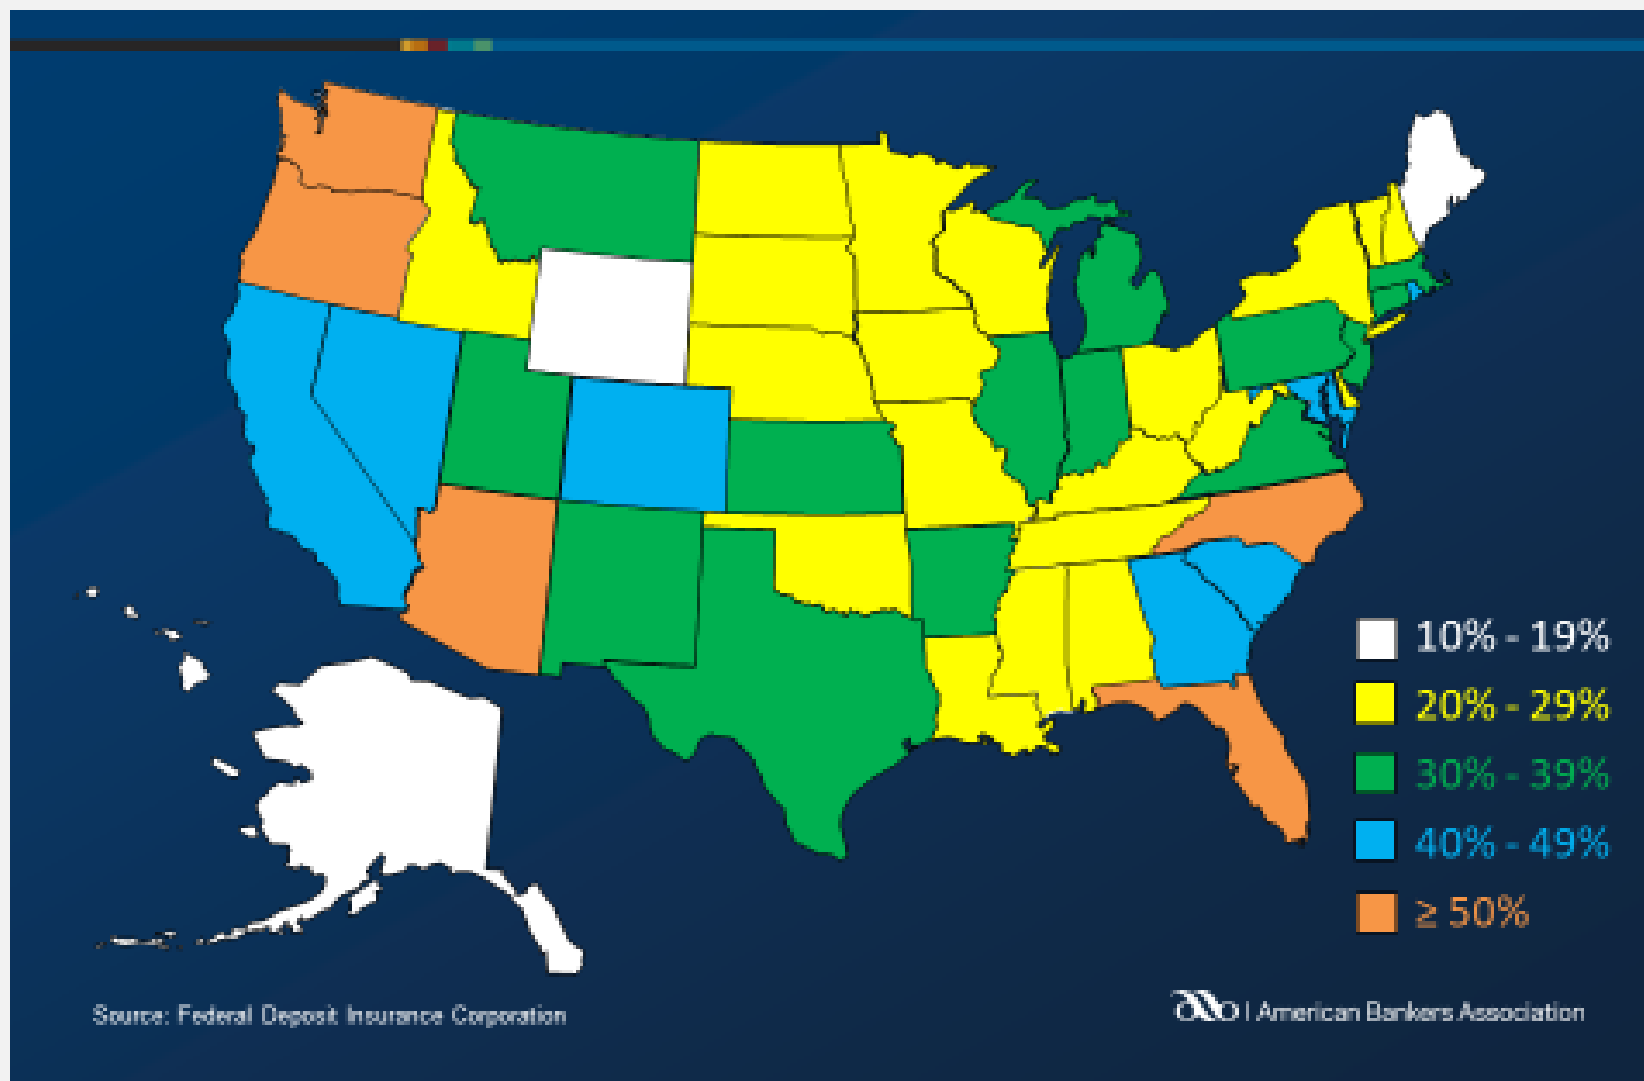 10% - 19%
20% - 29%
30% - 39%
40% - 49%
≥ 50%
Source: Federal Deposit Insurance Corporation
American Bankers Association